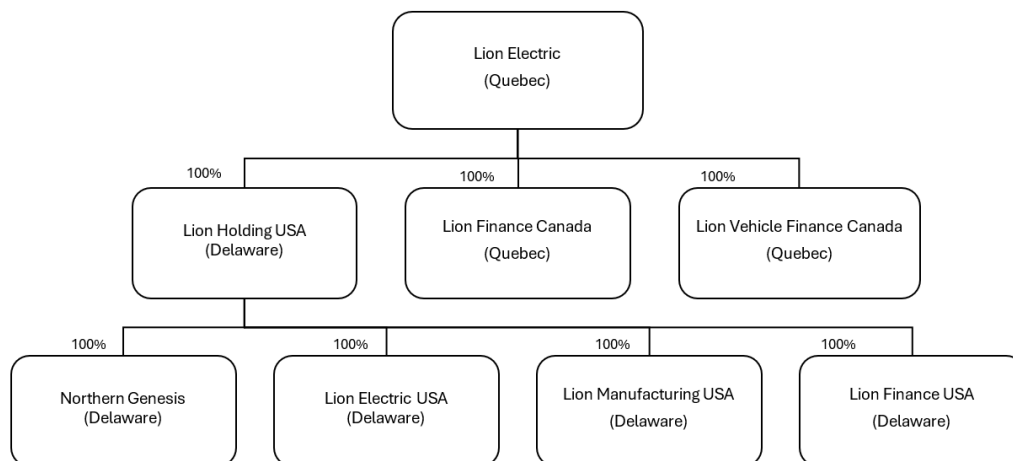 Lion Electric
(Quebec)
100%
100%
100%
Lion Holding USA
(Delaware)
Lion Finance Canada
(Quebec)
Lion Vehicle Finance Canada
(Quebec)
100%
100%
100%
100%
Northern Genesis
(Delaware)
Lion Electric USA
(Delaware)
Lion Manufacturing USA
(Delaware)
Lion Finance USA
(Delaware)